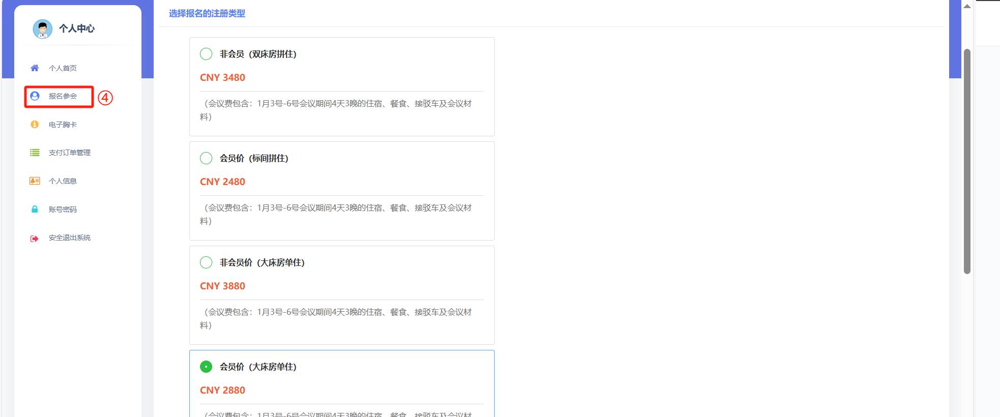 个人中心
个人首页
报名参会
④
电子胸卡
支付订单管理
个人信息
账号密码
安全退出系统
选择报名的注册类型
非会员（双床房拼住）
CNY 3480
（会议费包含：1月3号-6号会议期间4天3晚的住宿、餐食、接驳车及会议材
料）
会员价（标间拼住）
CNY 2480
（会议费包含：1月3号-6号会议期间4天3晚的住宿、餐食、接驳车及会议材
料）
非会员价（大床房单住）
CNY 3880
（会议费包含：1月3号-6号会议期间4天3晚的住宿、餐食、接驳车及会议材
料）
会员价（大床房单住）
CNY 2880
（会议费包含：1月3号-6号会议期间4天3晚的住宿、餐食、接驳车及会议材